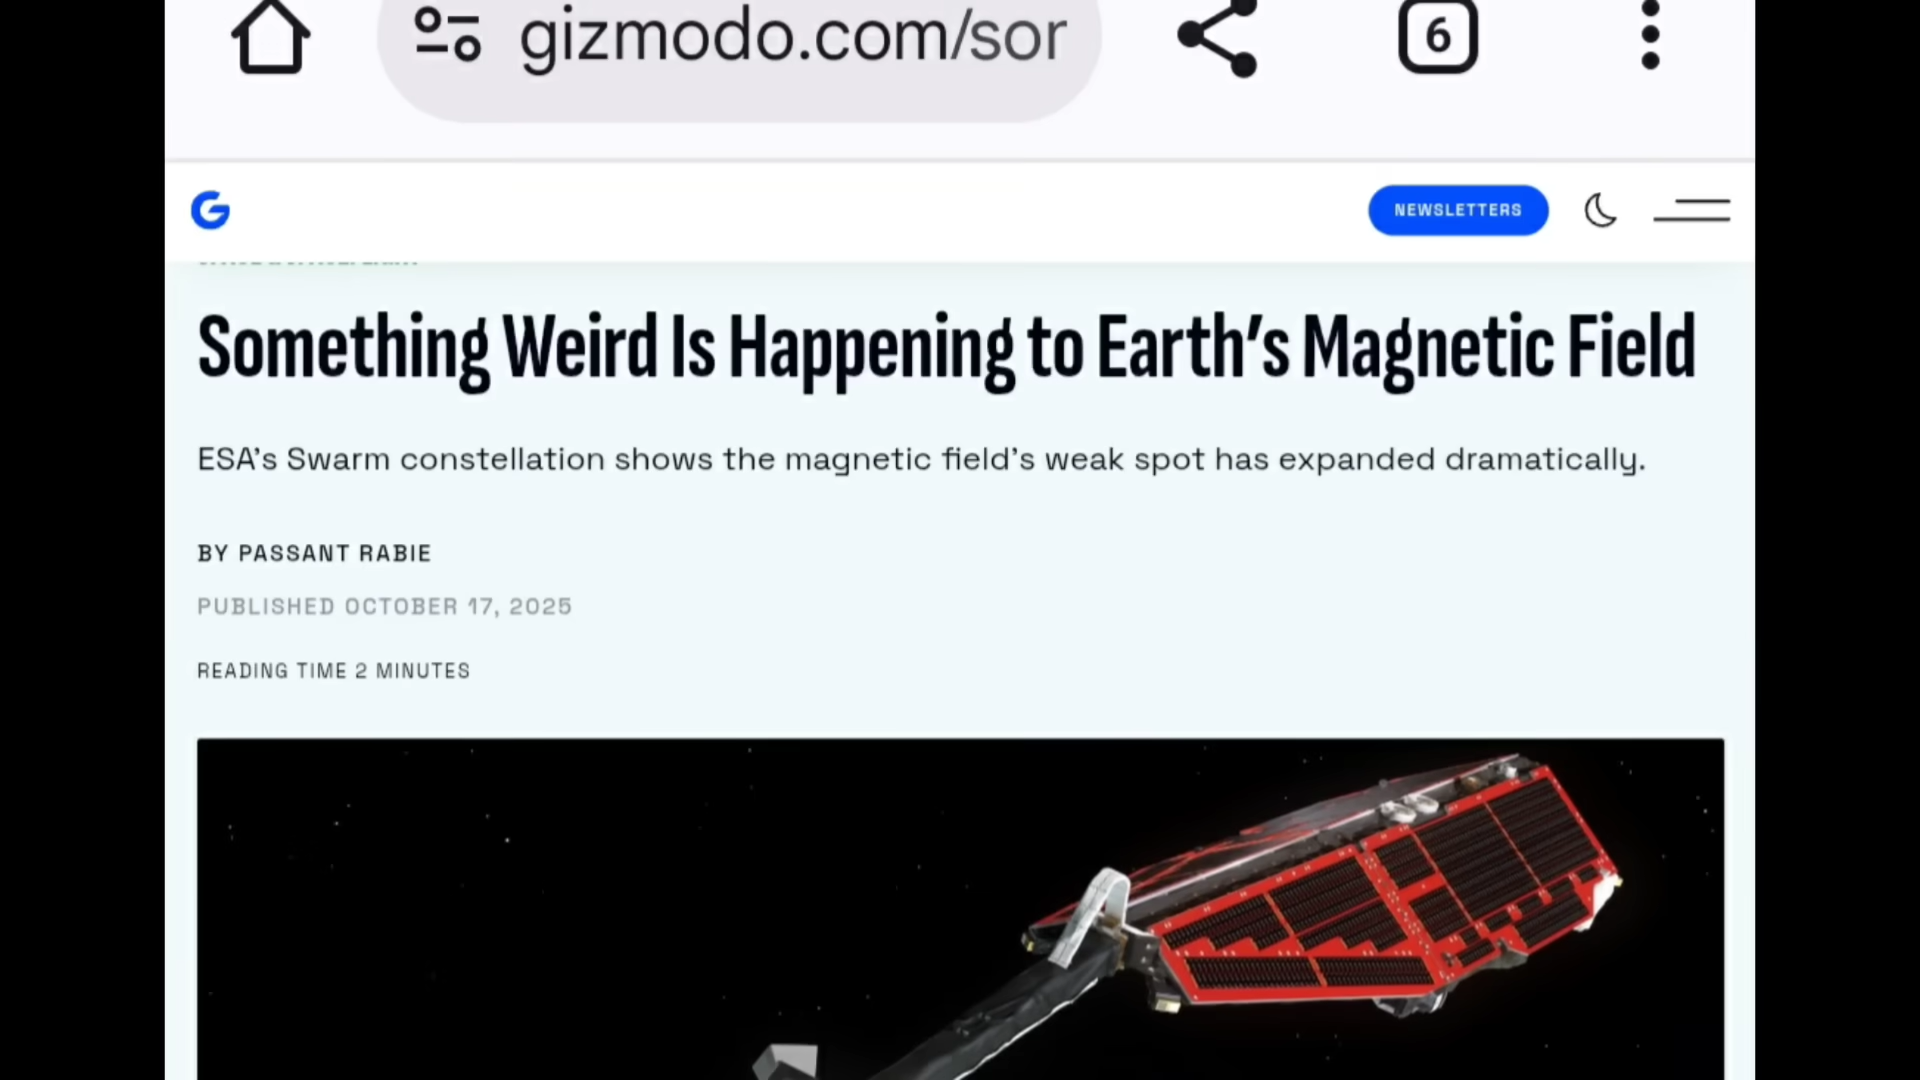 gizmodo.com/sor
6
NEWSLETTERS
Something Weird Is Happening to Earth’s Magnetic Field
ESA’s Swarm constellation shows the magnetic field’s weak spot has expanded dramatically.
BY PASSANT RABIE
PUBLISHED OCTOBER 17, 2025
READING TIME 2 MINUTES